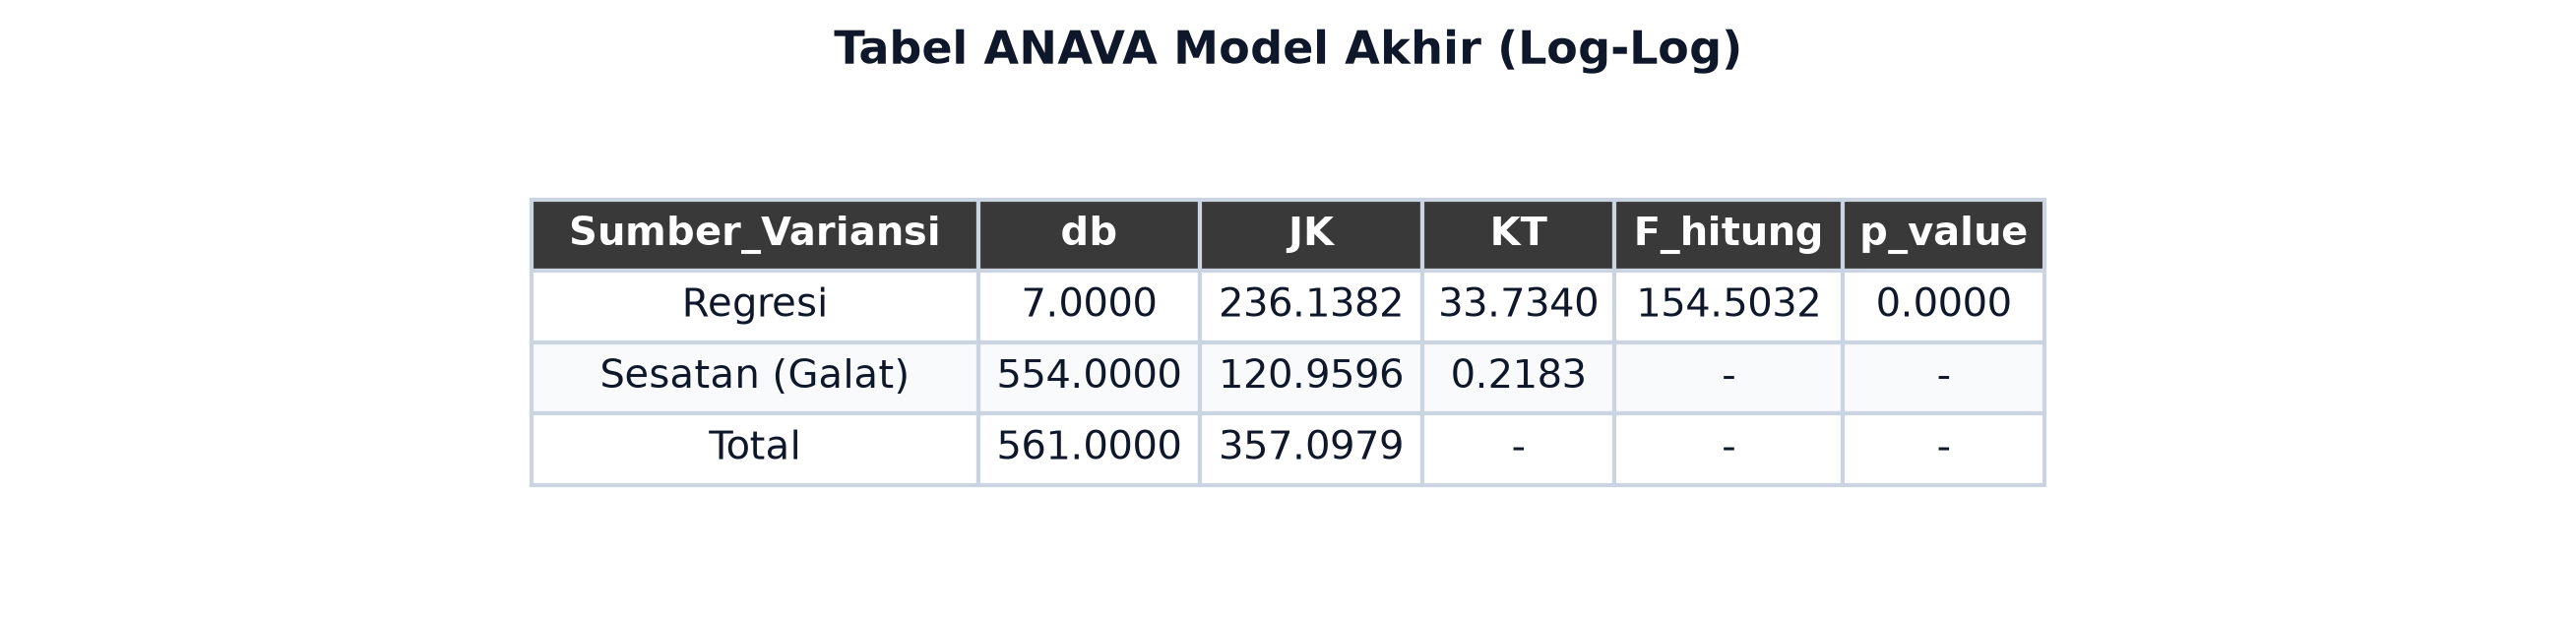 Tabel ANAVA Model Akhir (Log-Log)
Sumber_Variansi db JK KT F_hitung p_value
Regresi 7.0000 236.1382 33.7340 154.5032 0.0000
Sesatan (Galat) 554.0000 120.9596 0.2183 - -
Total 561.0000 357.0979 - - -